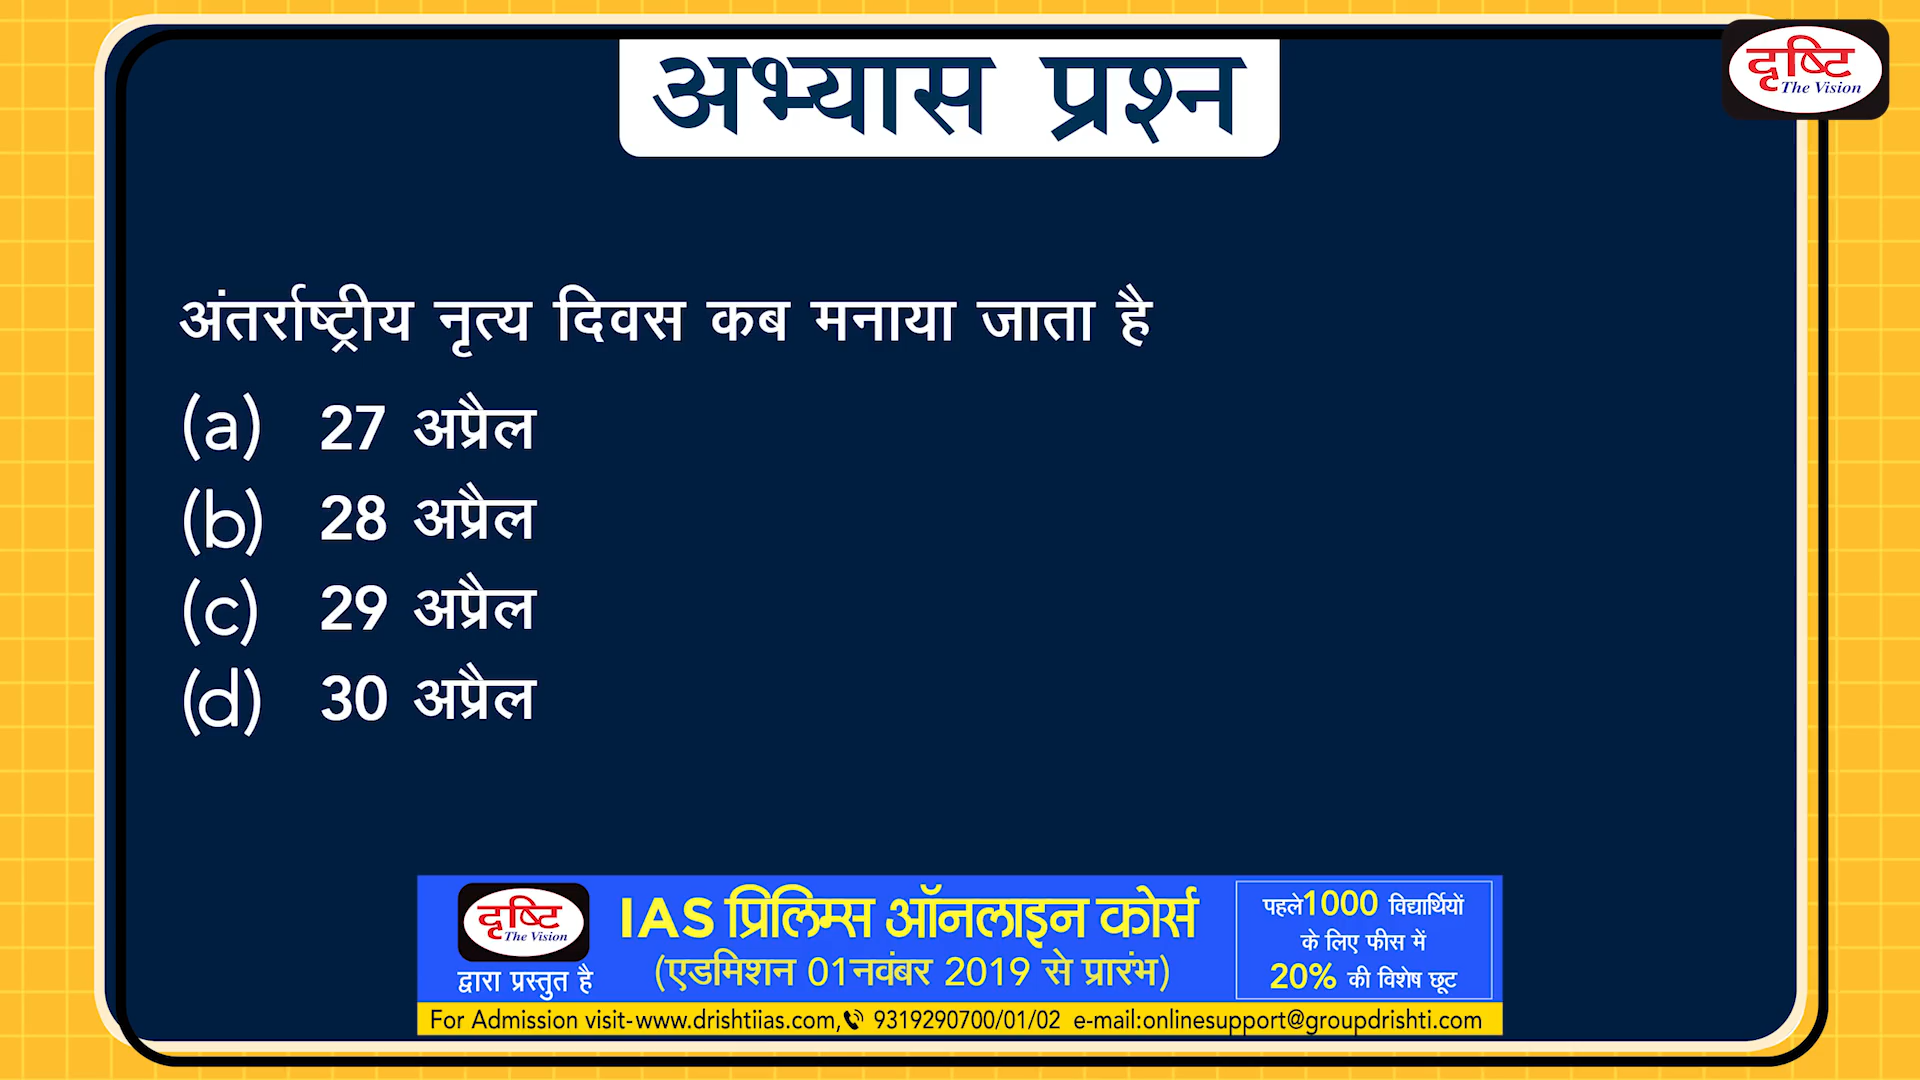 अभ्यास प्रश्न
दृष्टि
The Vision
अंतर्राष्ट्रीय नृत्य दिवस कब मनाया जाता है
(a) 27 अप्रैल
(b) 28 अप्रैल
(c) 29 अप्रैल
(d) 30 अप्रैल
दृष्टि
The Vision
द्वारा प्रस्तुत है
IAS प्रिलिम्स ऑनलाइन कोर्स
(एडमिशन 01नवंबर 2019 से प्रारंभ)
पहले1000 विद्यार्थियों
के लिए फीस में
20% की विशेष छूट
For Admission visit-www.drishtiias.com, 9319290700/01/02 e-mail:onlinesupport@groupdrishti.com